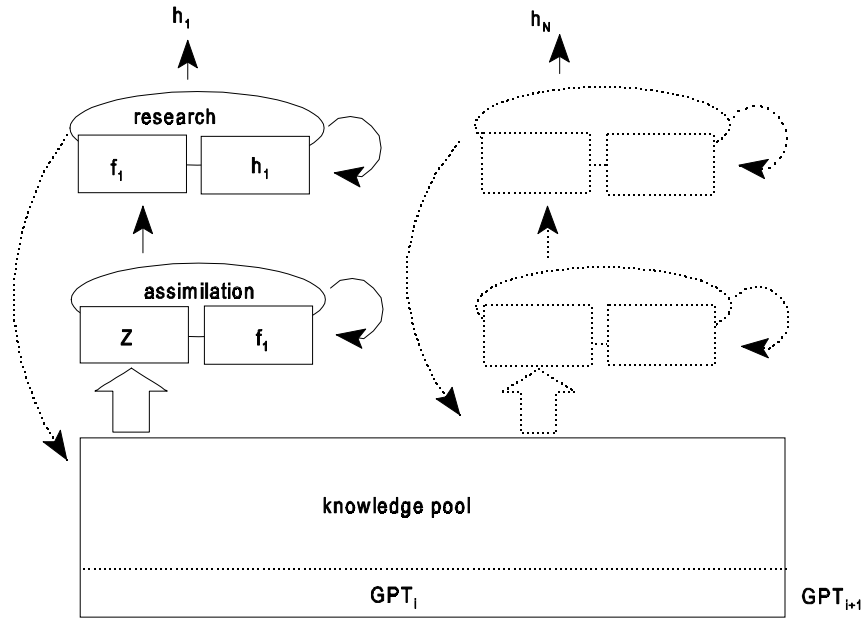 h1
hN
research
f1
h1
assimilation
Z
f1
knowledge pool
GPTi
GPTi+1